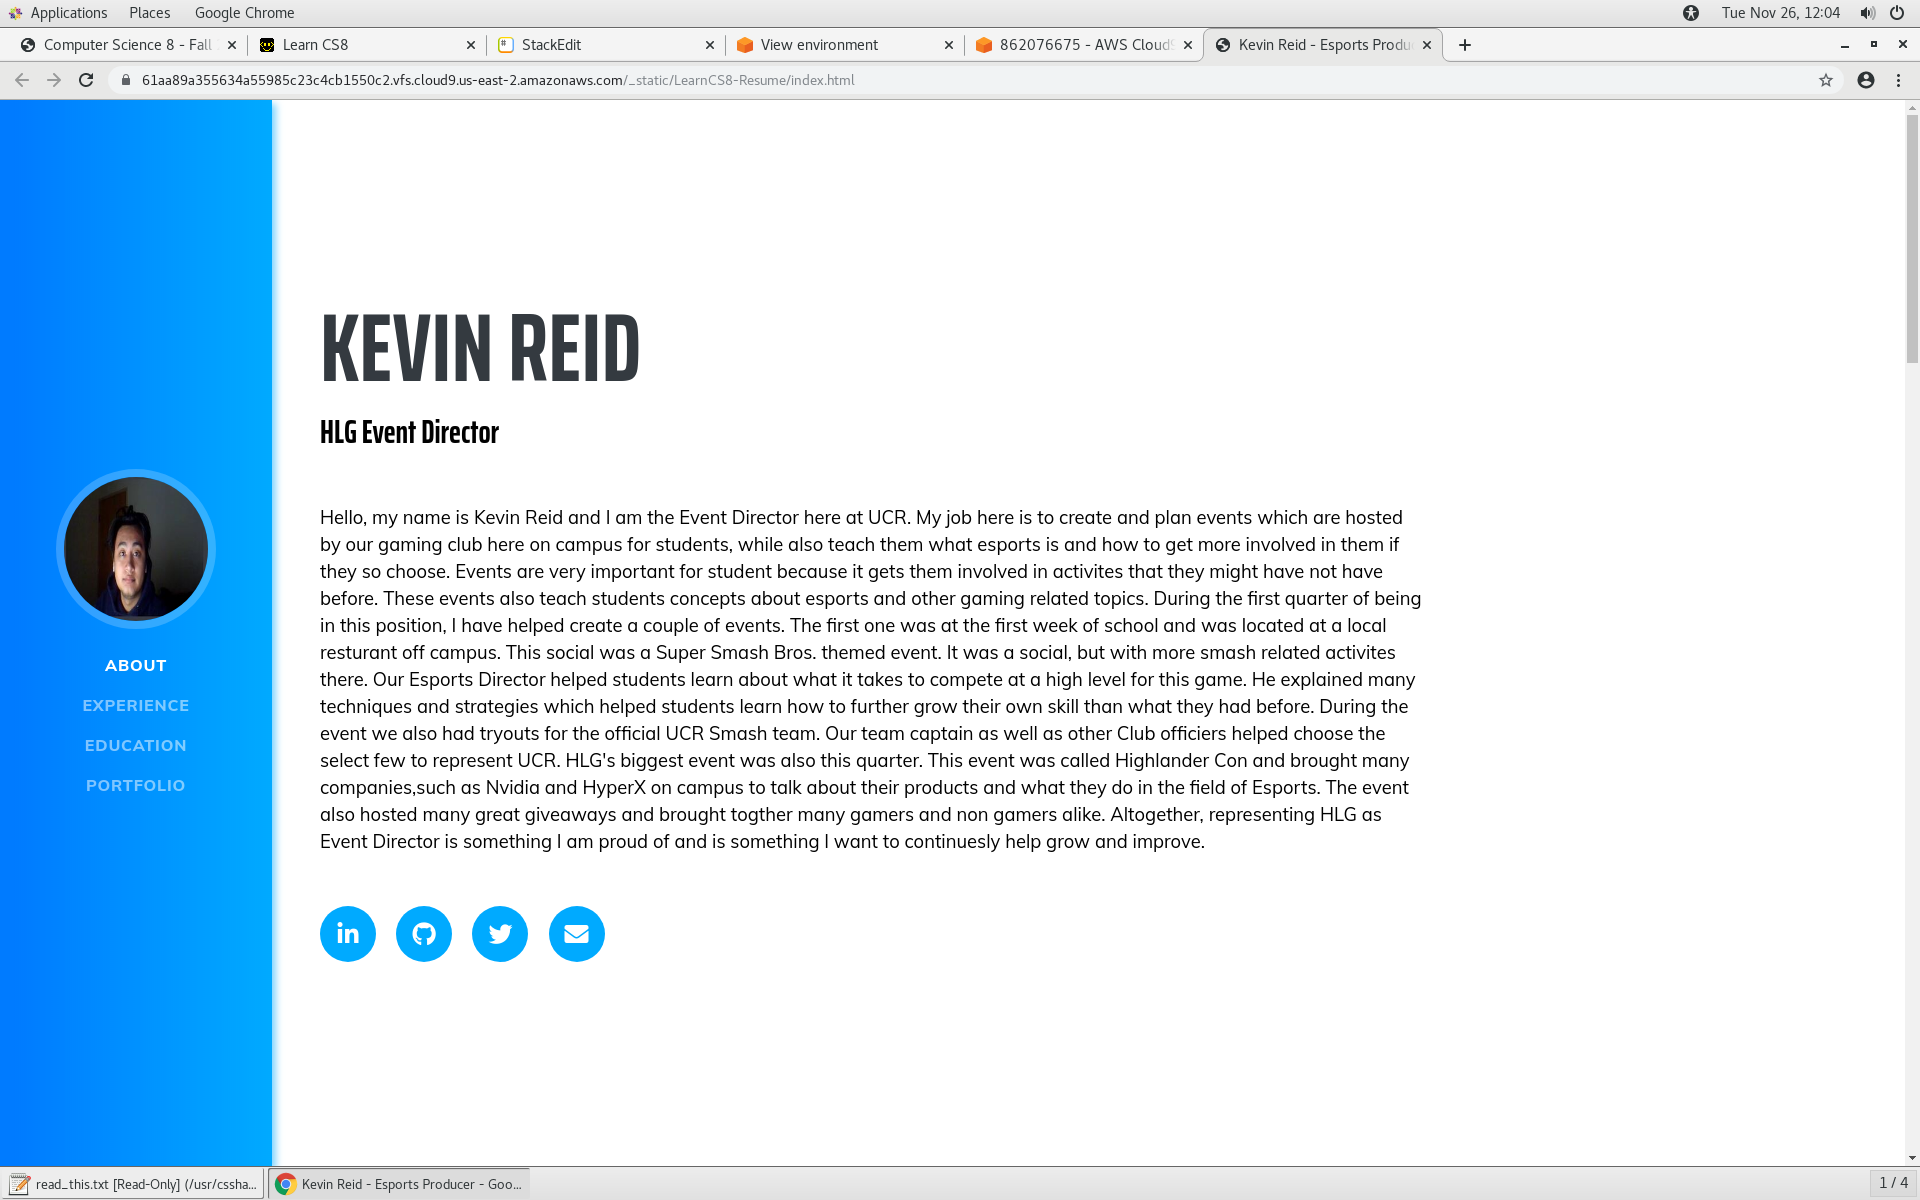 Applications Places Google Chrome Tue Nov 26, 12:04
Computer Science 8 - Fall Learn CS8 StackEdit View environment 862076675 - AWS Cloud9 Kevin Reid - Esports Produ
61aa89a355634a55985c23c4cb1550c2.vfs.cloud9.us-east-2.amazonaws.com/_static/LearnCS8-Resume/index.html
KEVIN REID
HLG Event Director
Hello, my name is Kevin Reid and I am the Event Director here at UCR. My job here is to create and plan events which are hosted
by our gaming club here on campus for students, while also teach them what esports is and how to get more involved in them if
they so choose. Events are very important for student because it gets them involved in activites that they might have not have
before. These events also teach students concepts about esports and other gaming related topics. During the first quarter of being
in this position, I have helped create a couple of events. The first one was at the first week of school and was located at a local
resturant off campus. This social was a Super Smash Bros. themed event. It was a social, but with more smash related activites
there. Our Esports Director helped students learn about what it takes to compete at a high level for this game. He explained many
techniques and strategies which helped students learn how to further grow their own skill than what they had before. During the
event we also had tryouts for the official UCR Smash team. Our team captain as well as other Club officiers helped choose the
select few to represent UCR. HLG's biggest event was also this quarter. This event was called Highlander Con and brought many
companies,such as Nvidia and HyperX on campus to talk about their products and what they do in the field of Esports. The event
also hosted many great giveaways and brought togther many gamers and non gamers alike. Altogether, representing HLG as
Event Director is something I am proud of and is something I want to continuesly help grow and improve.
ABOUT
EXPERIENCE
EDUCATION
PORTFOLIO
in
read_this.txt [Read-Only] (/usr/cssha... Kevin Reid - Esports Producer - Goo... 1 / 4